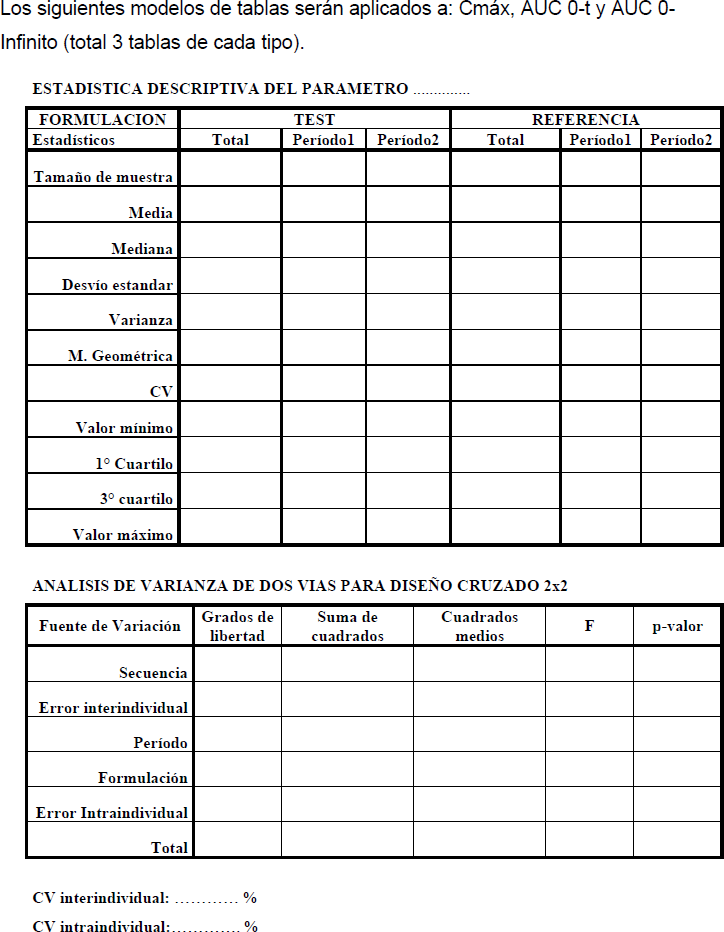 Los siguientes modelos de tablas serán aplicados a: Cmáx, AUC 0-t y AUC 0-
Infinito (total 3 tablas de cada tipo).
ESTADISTICA DESCRIPTIVA DEL PARAMETRO ..............
FORMULACION TEST REFERENCIA
Estadísticos Total Período1 Período2 Total Período1 Período2
Tamaño de muestra
Media
Mediana
Desvío estandar
Varianza
M. Geométrica
CV
Valor mínimo
1° Cuartilo
3° cuartilo
Valor máximo
ANALISIS DE VARIANZA DE DOS VIAS PARA DISEÑO CRUZADO 2x2
Fuente de Variación Grados de libertad Suma de cuadrados Cuadrados medios F p-valor
Secuencia
Error interindividual
Período
Formulación
Error Intraindividual
Total
CV interindividual: ............ %
CV intraindividual:............. %